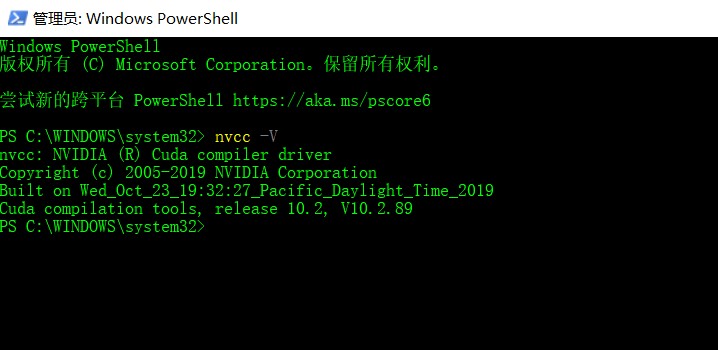 管理员: Windows PowerShell
Windows PowerShell
版权所有 (C) Microsoft Corporation。保留所有权利。
尝试新的跨平台 PowerShell https://aka.ms/pscore6
PS C:\WINDOWS\system32> nvcc -V
nvcc: NVIDIA (R) Cuda compiler driver
Copyright (c) 2005-2019 NVIDIA Corporation
Built on Wed_Oct_23_19:32:27_Pacific_Daylight_Time_2019
Cuda compilation tools, release 10.2, V10.2.89
PS C:\WINDOWS\system32>